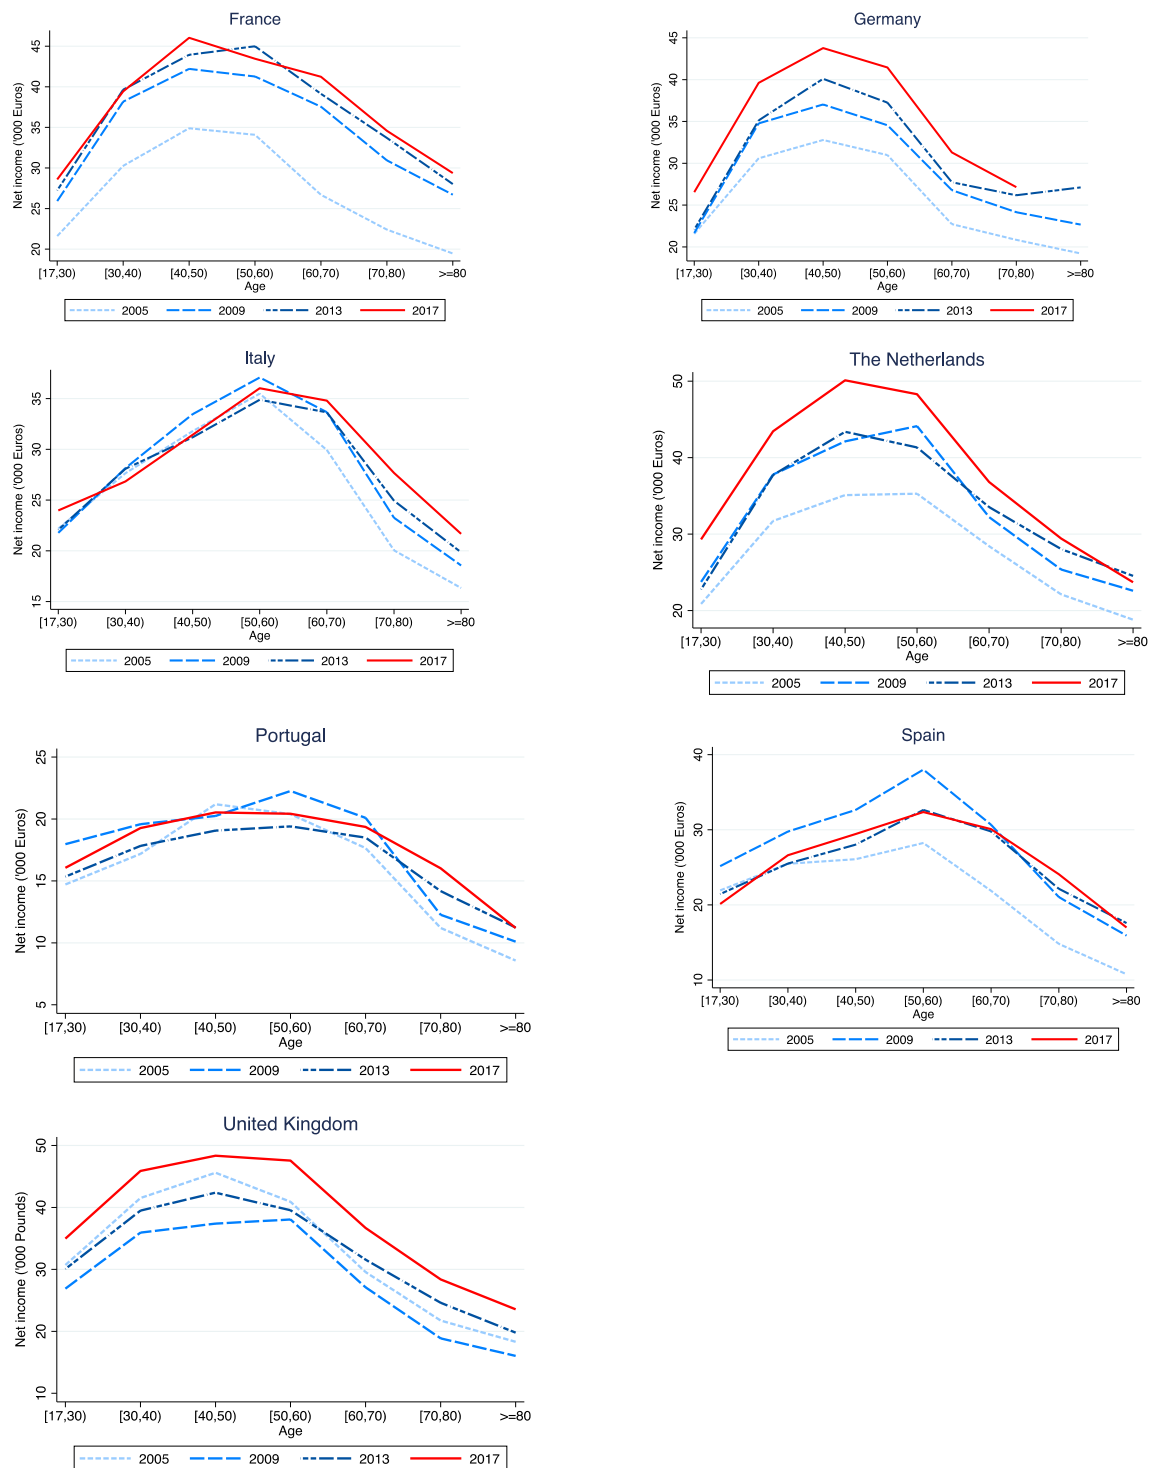 France
Net income ('000 Euros)
45
40
35
30
25
20
[17,30) [30,40) [40,50) [50,60) [60,70) [70,80) >=80
Age
2005 2009 2013 2017
Germany
Net income ('000 Euros)
45
40
35
30
25
20
[17,30) [30,40) [40,50) [50,60) [60,70) [70,80) >=80
Age
2005 2009 2013 2017
Italy
Net income ('000 Euros)
35
30
25
20
15
[17,30) [30,40) [40,50) [50,60) [60,70) [70,80) >=80
Age
2005 2009 2013 2017
The Netherlands
Net income ('000 Euros)
50
40
30
20
[17,30) [30,40) [40,50) [50,60) [60,70) [70,80) >=80
Age
2005 2009 2013 2017
Portugal
Net income ('000 Euros)
25
20
15
10
5
[17,30) [30,40) [40,50) [50,60) [60,70) [70,80) >=80
Age
2005 2009 2013 2017
Spain
Net income ('000 Euros)
40
30
20
10
[17,30) [30,40) [40,50) [50,60) [60,70) [70,80) >=80
Age
2005 2009 2013 2017
United Kingdom
Net income ('000 Pounds)
50
40
30
20
10
[17,30) [30,40) [40,50) [50,60) [60,70) [70,80) >=80
Age
2005 2009 2013 2017